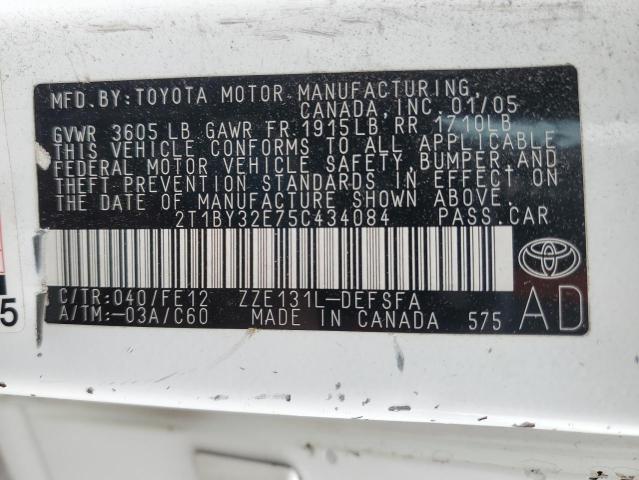 MFD.BY:TOYOTA MOTOR MANUFACTURING,
CANADA,INC. 01/05
GVWR 3605LB GAWR FR 1915LB, RR 1710LB
THIS VEHICLE CONFORMS TO ALL APPLICABLE
FEDERAL MOTOR VEHICLE SAFETY, BUMPER,AND
THEFT PREVENTION STANDARDS IN EFFECT ON
THE DATE OF MANUFACTURE SHOWN ABOVE.
2T1BY32E75C434084 PASS.CAR
C/TR:040/FE12 ZZE131L-DEFSFA
A/TM:-03A/C60 MADE IN CANADA 575
AD
5